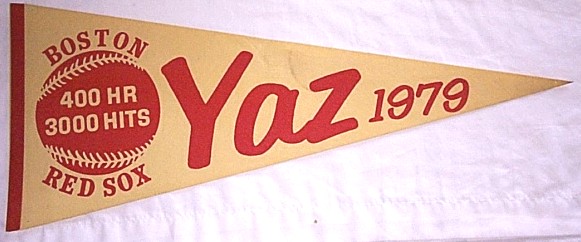 BOSTON
400 HR
3000 HITS
RED SOX
Yaz 1979